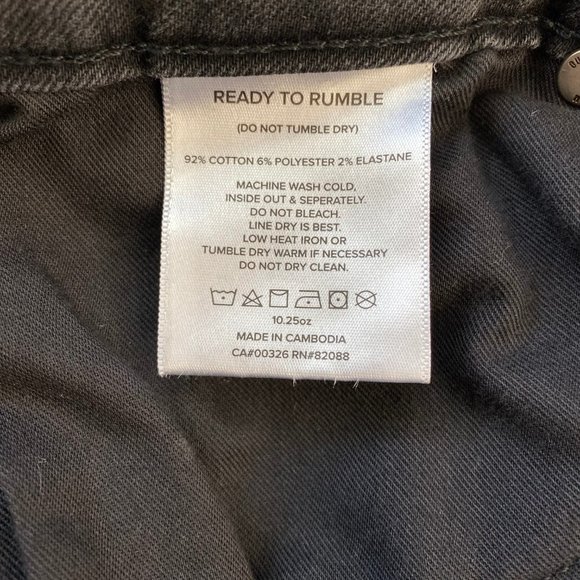 READY TO RUMBLE
(DO NOT TUMBLE DRY)
92% COTTON 6% POLYESTER 2% ELASTANE
MACHINE WASH COLD,
INSIDE OUT & SEPERATELY.
DO NOT BLEACH.
LINE DRY IS BEST.
LOW HEAT IRON OR
TUMBLE DRY WARM IF NECESSARY
DO NOT DRY CLEAN.
10.25oz
MADE IN CAMBODIA
CA#00326 RN#82088